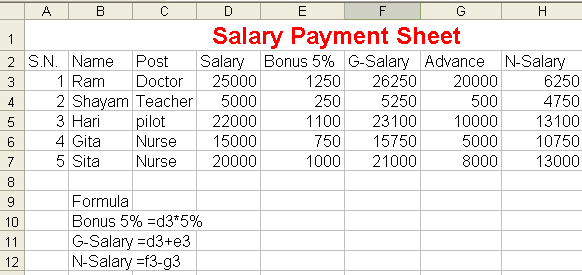 A B C D E F G H
1 Salary Payment Sheet
2 S.N. Name Post Salary Bonus 5% G-Salary Advance N-Salary
3 1 Ram Doctor 25000 1250 26250 20000 6250
4 2 Shayam Teacher 5000 250 5250 500 4750
5 3 Hari pilot 22000 1100 23100 10000 13100
6 4 Gita Nurse 15000 750 15750 5000 10750
7 5 Sita Nurse 20000 1000 21000 8000 13000
8
9 Formula
10 Bonus 5% =d3*5%
11 G-Salary =d3+e3
12 N-Salary =f3-g3